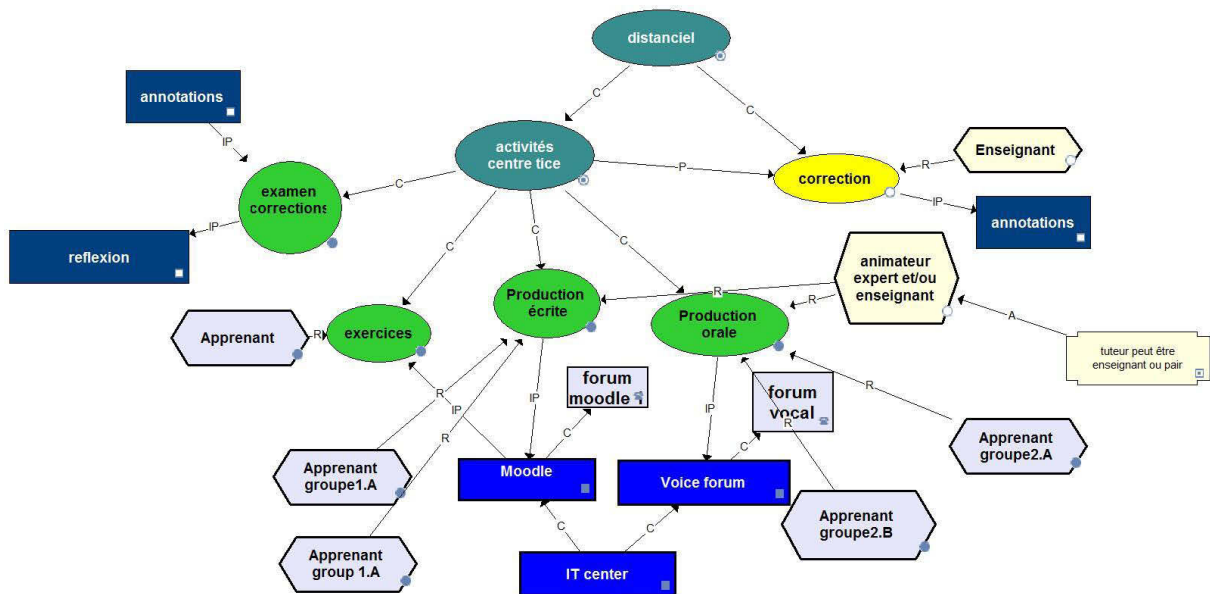 distanciel
C
C
annotations
IP
activités
centre tice
P
Enseignant
R
correction
IP
annotations
examen
corrections
C
IP
reflexion
C
C
C
animateur
expert et/ou
enseignant
R
R
A
tuteur peut être
enseignant ou pair
Production
écrite
Production
orale
Apprenant
R
exercices
forum
moodle
forum
vocal
R
IP
IP
IP
R
R
R
C
C
Apprenant
groupe2.A
Apprenant
groupe1.A
Moodle
Voice forum
Apprenant
groupe2.B
C
C
Apprenant
group 1.A
IT center